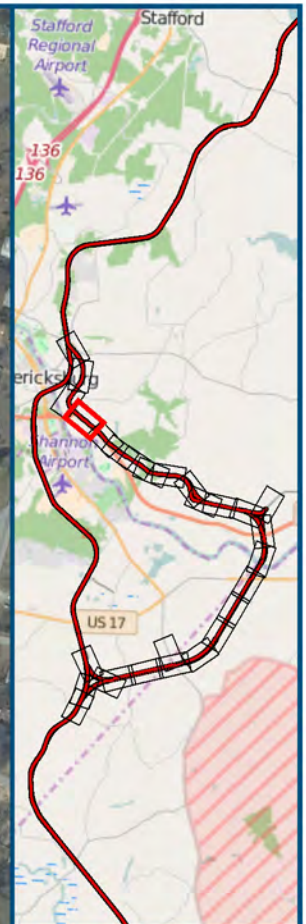 Stafford
Stafford
Regional
Airport
136
136
ericksburg
Shannon
Airport
US 17